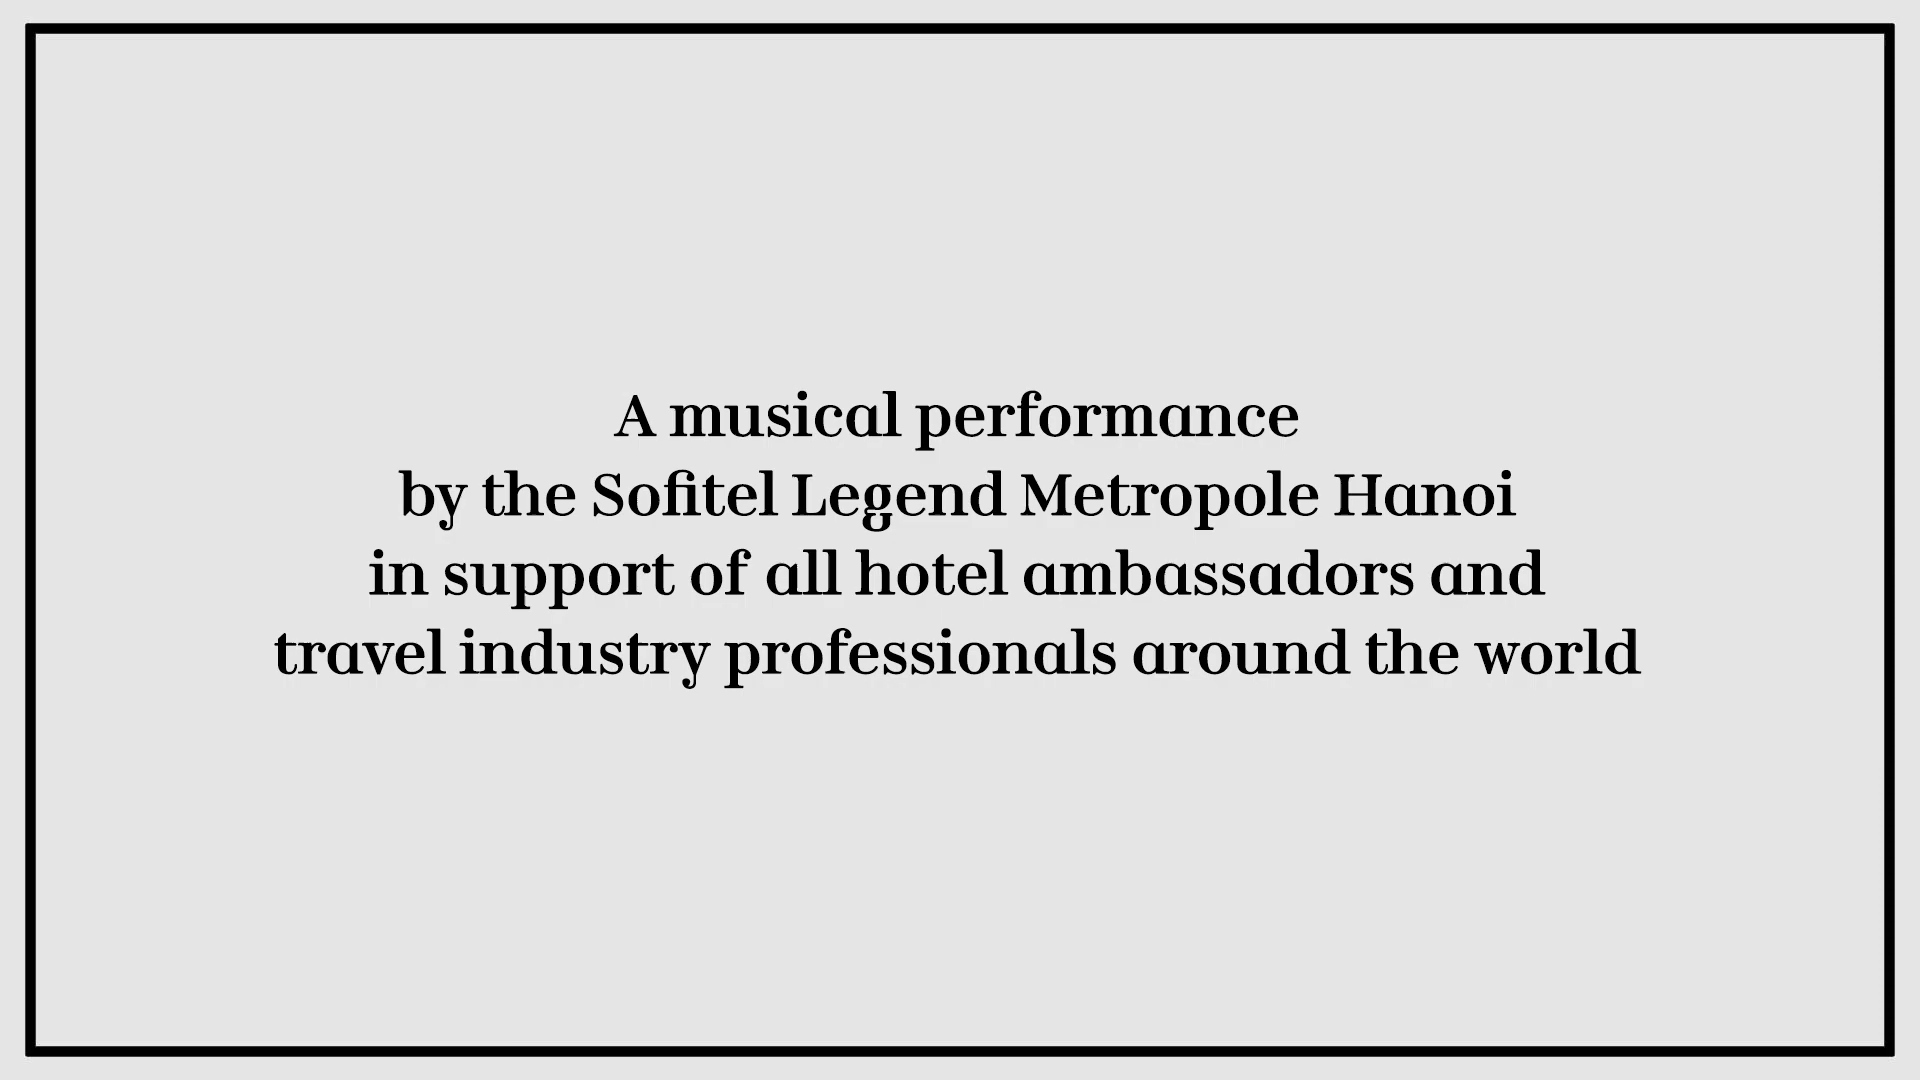 A musical performance
by the Sofitel Legend Metropole Hanoi
in support of all hotel ambassadors and
travel industry professionals around the world